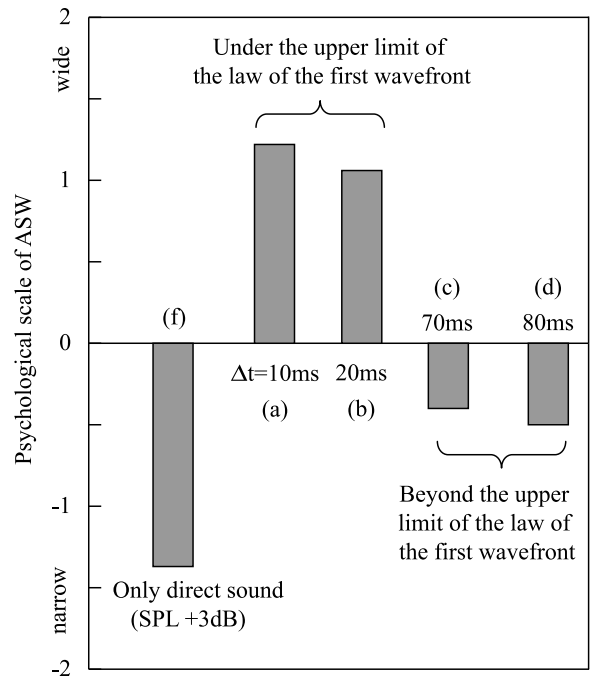 2
wide
Under the upper limit of
the law of the first wavefront
1
Psychological scale of ASW
(f)
(c)
(d)
70ms
80ms
0
Δt=10ms
20ms
(a)
(b)
-1
Beyond the upper
limit of the law of
the first wavefront
Only direct sound
(SPL +3dB)
narrow
-2